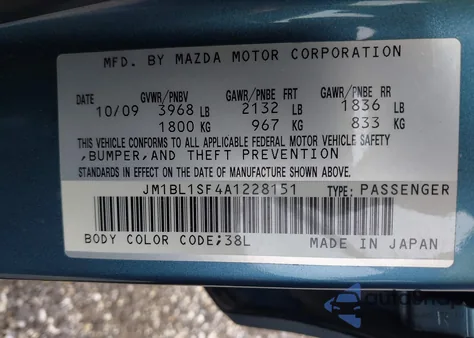 MFD. BY MAZDA MOTOR CORPORATION
DATE GVWR/PNBV GAWR/PNBE FRT GAWR/PNBE RR
10/09 3968 LB 2132 LB 1836 LB
1800 KG 967 KG 833 KG
THIS VEHICLE CONFORMS TO ALL APPLICABLE FEDERAL MOTOR VEHICLE SAFETY
,BUMPER,AND THEFT PREVENTION
STANDARDS IN EFFECT ON THE DATE OF MANUFACTURE SHOWN ABOVE.
JM1BL1SF4A1228151 TYPE: PASSENGER
BODY COLOR CODE;38L MADE IN JAPAN